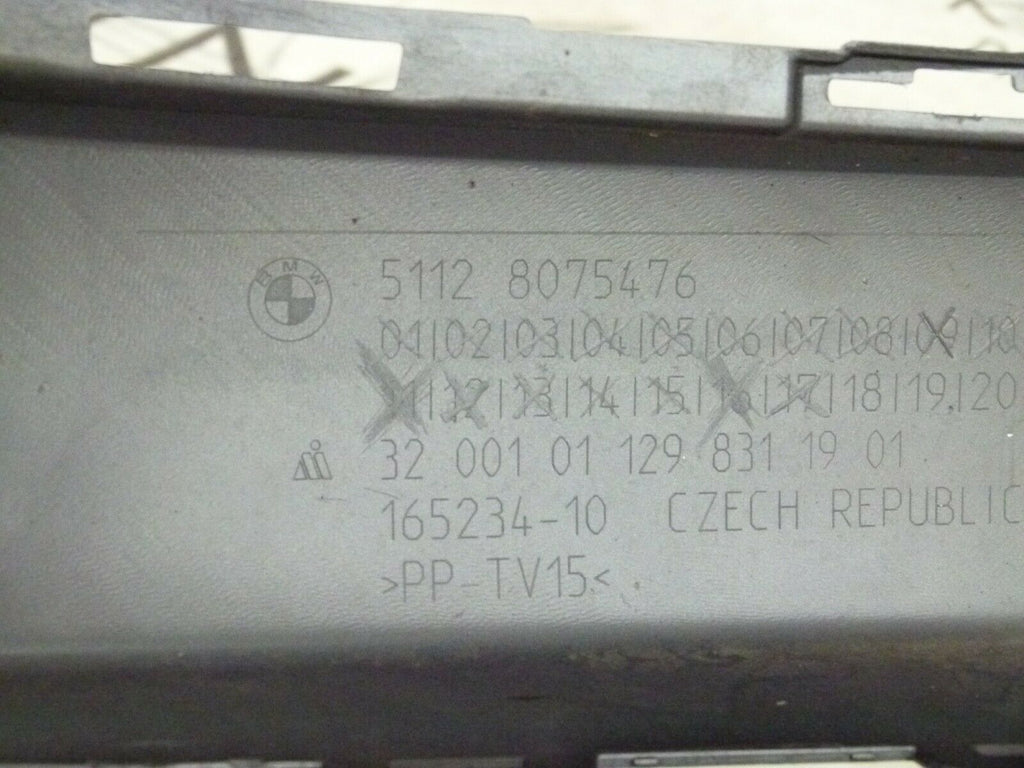 BMW
5112 8075476
01|02|03|04|05|06|07|08|09|10
11|12|13|14|15|16|17|18|19|20
32 001 01 129 831 19 01
165234-10 CZECH REPUBLIC
>PP-TV15<